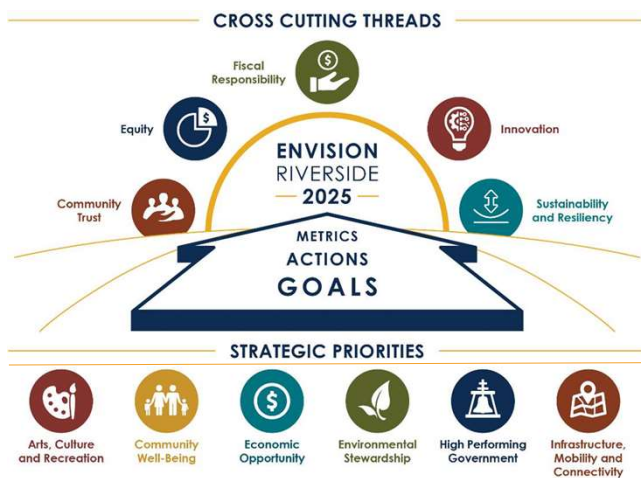 CROSS CUTTING THREADS
Fiscal
Responsibility
$
Equity
$
Innovation
ENVISION
RIVERSIDE
2025
Community
Trust
Sustainability
and Resiliency
METRICS
ACTIONS
GOALS
STRATEGIC PRIORITIES
$
Arts, Culture
and Recreation
Community
Well-Being
Economic
Opportunity
Environmental
Stewardship
High Performing
Government
Infrastructure,
Mobility and
Connectivity